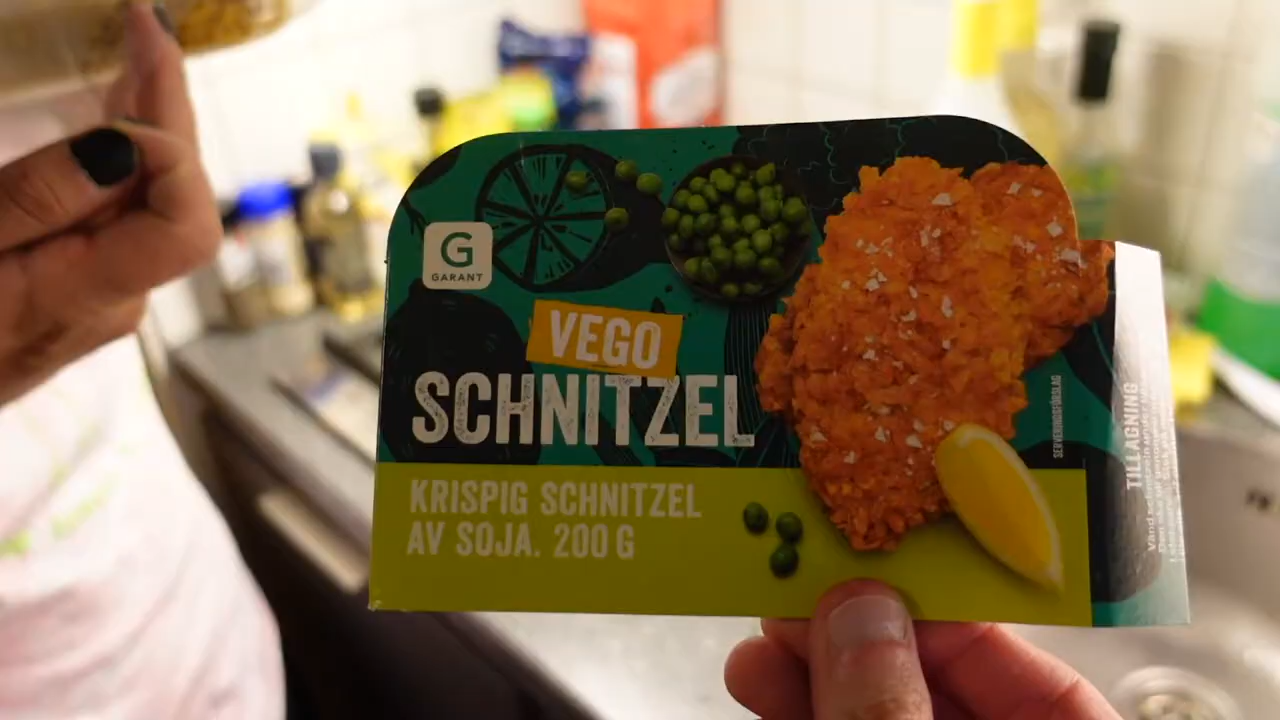 G
GARANT
VEGO
SCHNITZEL
KRISPIG SCHNITZEL
AV SOJA. 200 G
SERVERINGSFÖRSLAG
TILLAGNING